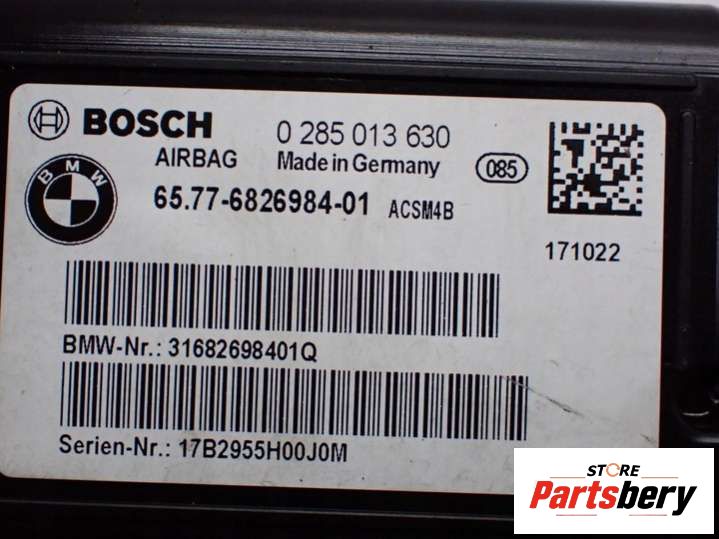 BOSCH 0 285 013 630
AIRBAG Made in Germany 085
BMW
65.77-6826984-01 ACSM4B
171022
BMW-Nr.: 31682698401Q
Serien-Nr.: 17B2955H00J0M
STORE
Partsbery